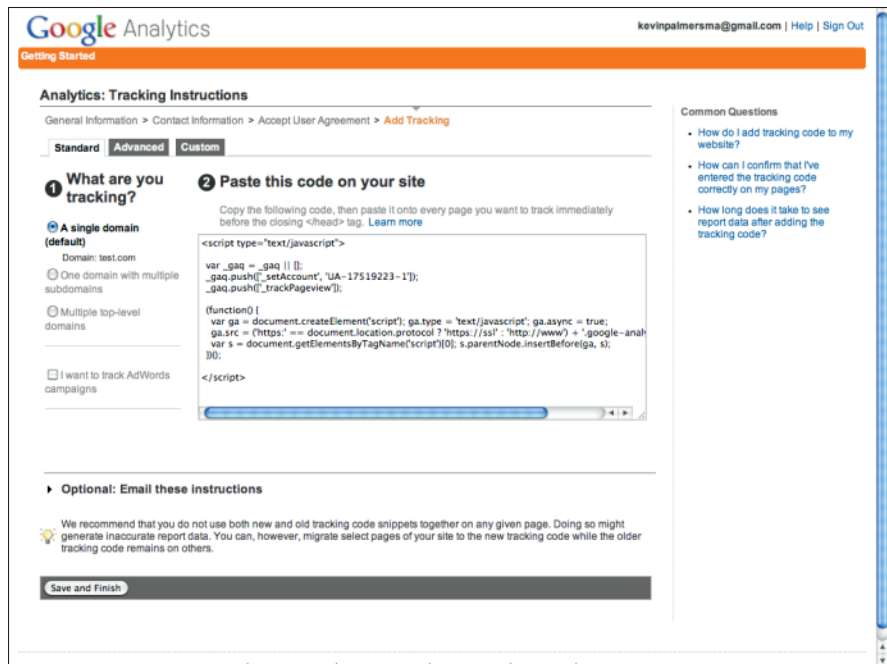 Google Analytics
kevinpalmersma@gmail.com | Help | Sign Out
Getting Started
Analytics: Tracking Instructions
General Information > Contact Information > Accept User Agreement > Add Tracking
Standard Advanced Custom
1 What are you
tracking?
A single domain
(default)
Domain: test.com
One domain with multiple
subdomains
Multiple top-level
domains
I want to track AdWords
campaigns
2 Paste this code on your site
Copy the following code, then paste it onto every page you want to track immediately
before the closing </head> tag. Learn more
<script type="text/javascript">
var _gaq = _gaq || [];
_gaq.push(['_setAccount', 'UA-17519223-1']);
_gaq.push(['_trackPageview']);
(function() {
var ga = document.createElement('script'); ga.type = 'text/javascript'; ga.async = true;
ga.src = ('https:' == document.location.protocol ? 'https://ssl' : 'http://www') + '.google-analy
var s = document.getElementsByTagName('script')[0]; s.parentNode.insertBefore(ga, s);
})();
</script>
Optional: Email these instructions
We recommend that you do not use both new and old tracking code snippets together on any given page. Doing so might
generate inaccurate report data. You can, however, migrate select pages of your site to the new tracking code while the older
tracking code remains on others.
Save and Finish
Common Questions
• How do I add tracking code to my
website?
• How can I confirm that I've
entered the tracking code
correctly on my pages?
• How long does it take to see
report data after adding the
tracking code?